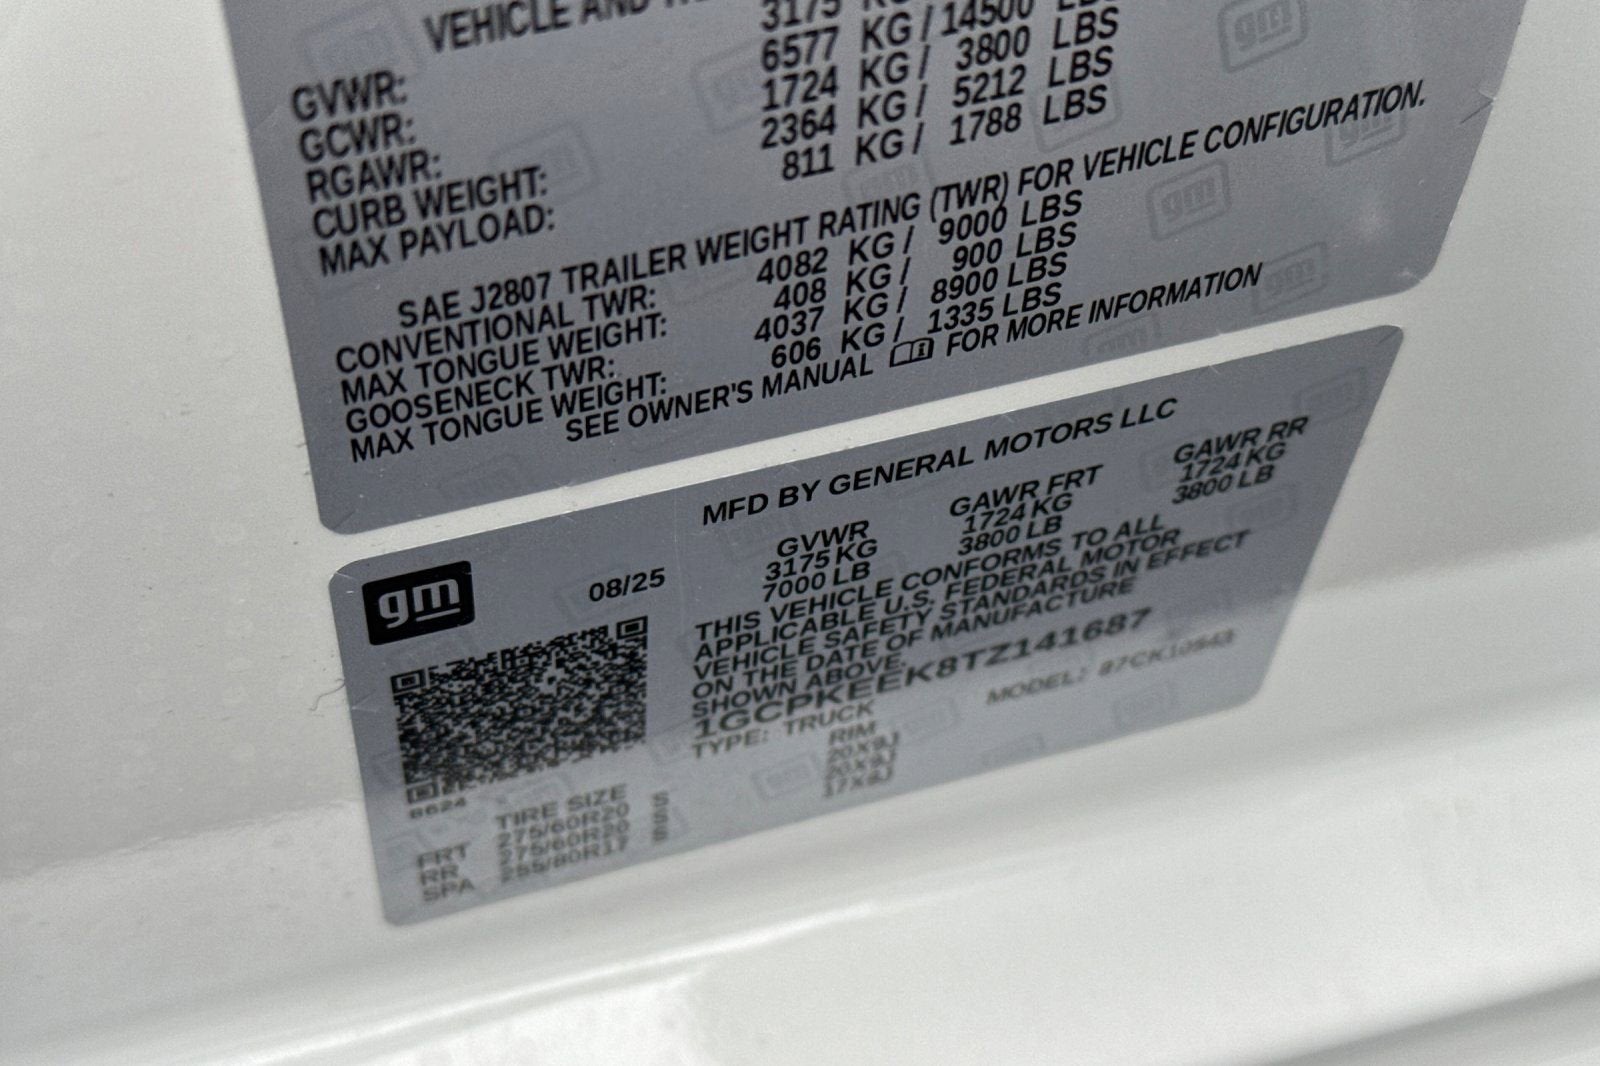 VEHICLE AND
GVWR: 3175 KG / 7000 LBS
GCWR: 6577 KG / 14500 LBS
RGAWR: 1724 KG / 3800 LBS
CURB WEIGHT: 2364 KG / 5212 LBS
MAX PAYLOAD: 811 KG / 1788 LBS
SAE J2807 TRAILER WEIGHT RATING (TWR) FOR VEHICLE CONFIGURATION.
CONVENTIONAL TWR: 4082 KG / 9000 LBS
MAX TONGUE WEIGHT: 408 KG / 900 LBS
GOOSENECK TWR: 4037 KG / 8900 LBS
MAX TONGUE WEIGHT: 606 KG / 1335 LBS
SEE OWNER'S MANUAL FOR MORE INFORMATION
MFD BY GENERAL MOTORS LLC
gm
08/25
GVWR GAWR FRT GAWR RR
3175 KG 1724 KG 1724 KG
7000 LB 3800 LB 3800 LB
THIS VEHICLE CONFORMS TO ALL
APPLICABLE U.S. FEDERAL MOTOR
VEHICLE SAFETY STANDARDS IN EFFECT
ON THE DATE OF MANUFACTURE
SHOWN ABOVE.
1GCPKEEK8TZ141687
TYPE: TRUCK MODEL:
8624
TIRE SIZE RIM
FRT 275/60R20 S 20X9J
RR 275/60R20 S 20X9J
SPA 255/80R17 S 17X8J